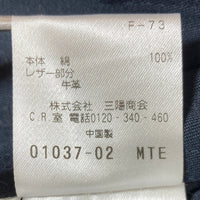 F-73
本体 綿 100%
レザー部分
牛革
株式会社 三陽商会
C.R.室 電話0120-340-460
中国製
01037-02 MTE